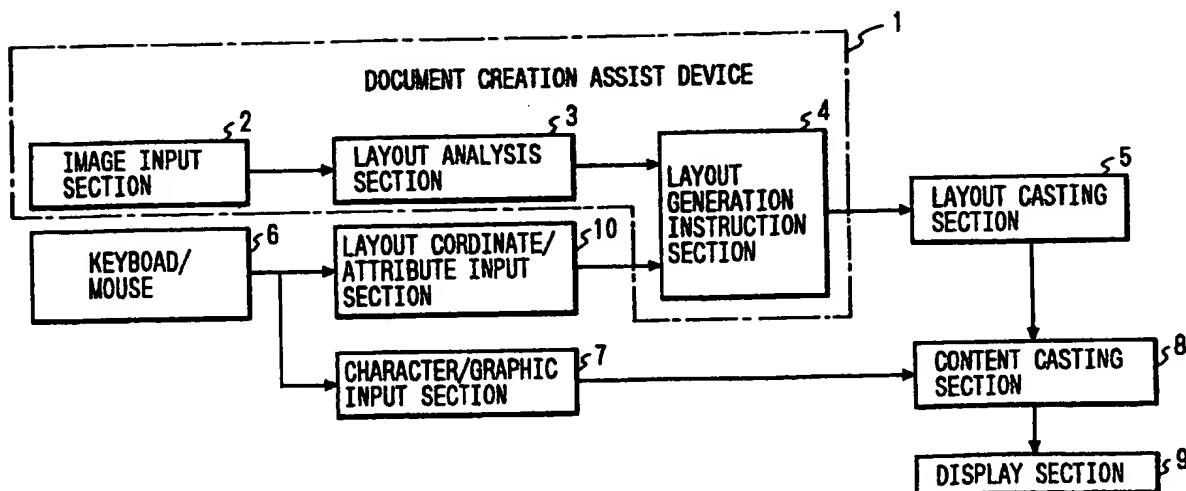 1
DOCUMENT CREATION ASSIST DEVICE
2
IMAGE INPUT
SECTION
3
LAYOUT ANALYSIS
SECTION
4
LAYOUT
GENERATION
INSTRUCTION
SECTION
5
LAYOUT CASTING
SECTION
6
KEYBOAD/
MOUSE
10
LAYOUT CORDINATE/
ATTRIBUTE INPUT
SECTION
7
CHARACTER/GRAPHIC
INPUT SECTION
8
CONTENT CASTING
SECTION
9
DISPLAY SECTION